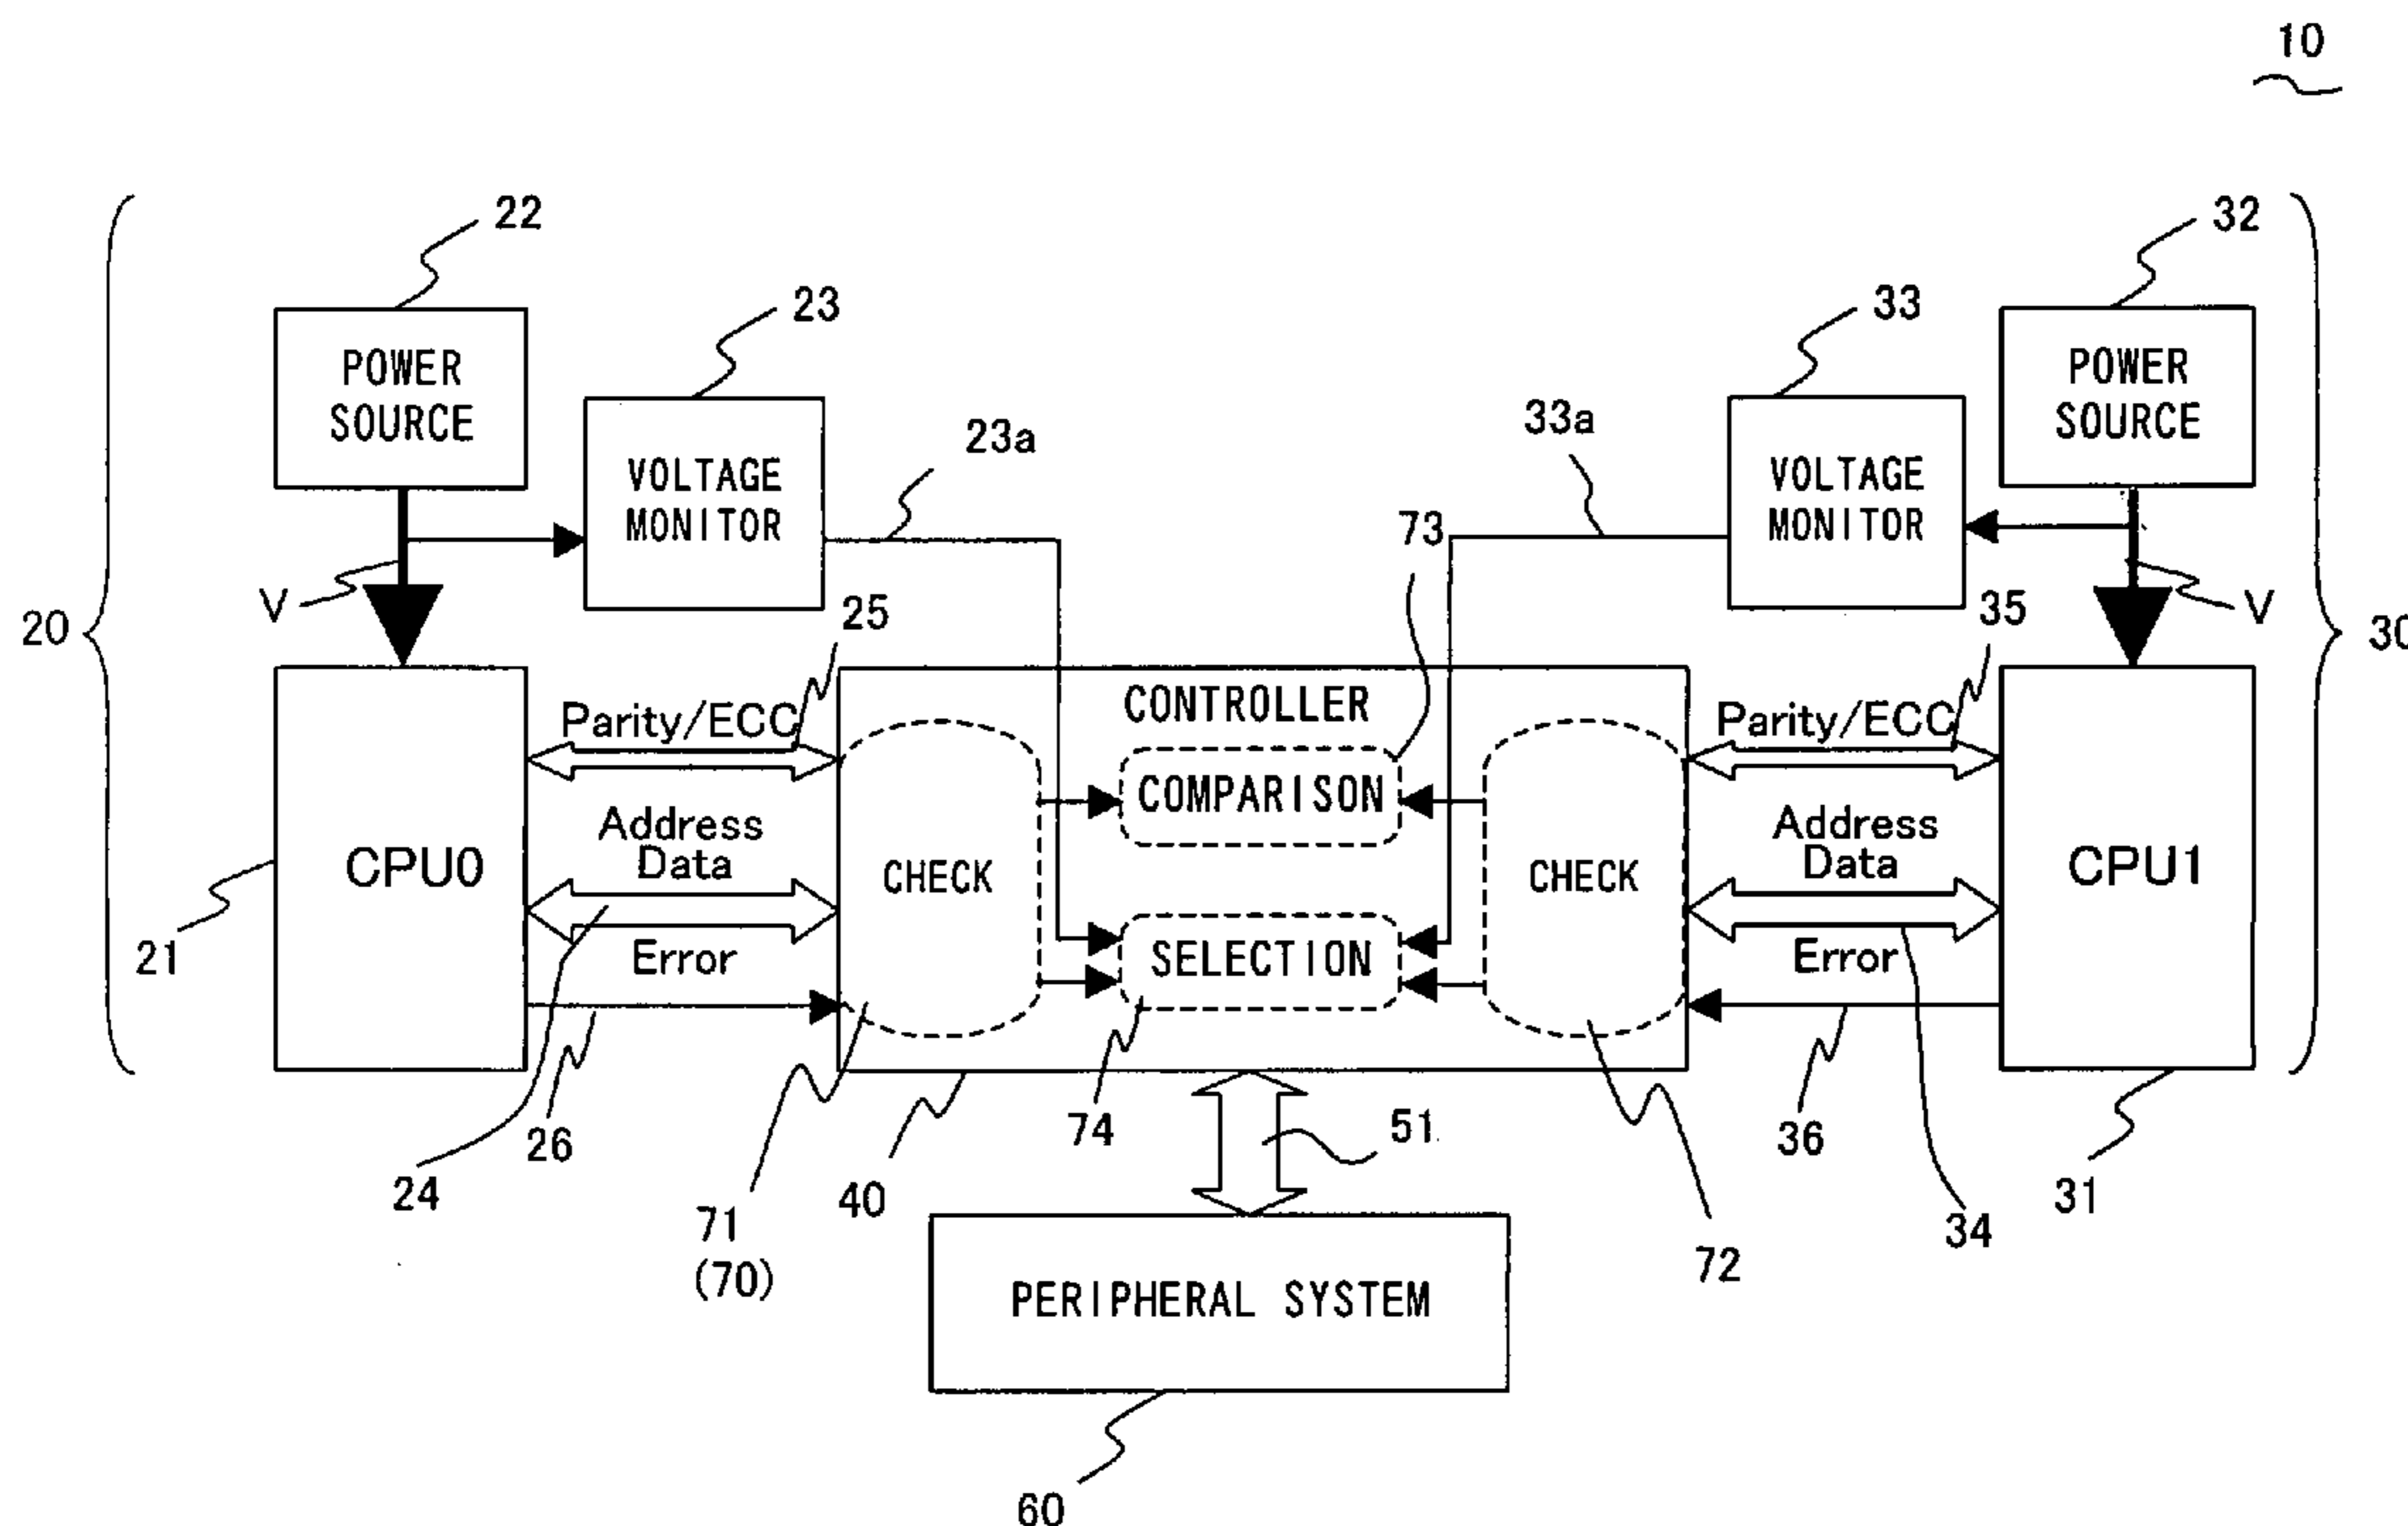 10
22
32
23
33
POWER
SOURCE
POWER
SOURCE
23a
33a
VOLTAGE
MONITOR
VOLTAGE
MONITOR
73
V
V
25
35
20
30
CONTROLLER
Parity/ECC
Parity/ECC
COMPARISON
Address
Data
Address
Data
CPU0
CHECK
CHECK
CPU1
21
Error
SELECTION
Error
26
74
51
36
24
40
31
71
(70)
34
72
PERIPHERAL SYSTEM
60